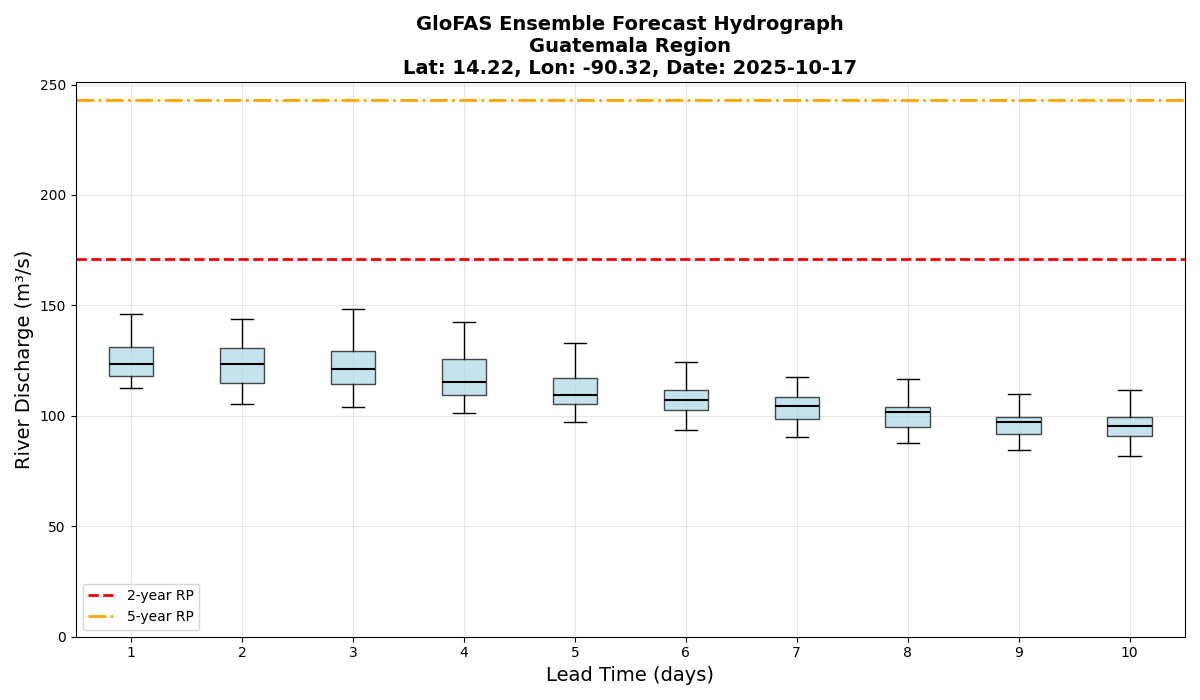 GloFAS Ensemble Forecast Hydrograph
Guatemala Region
Lat: 14.22, Lon: -90.32, Date: 2025-10-17
River Discharge (m³/s)
250
200
150
100
50
0
2-year RP
5-year RP
1 2 3 4 5 6 7 8 9 10
Lead Time (days)